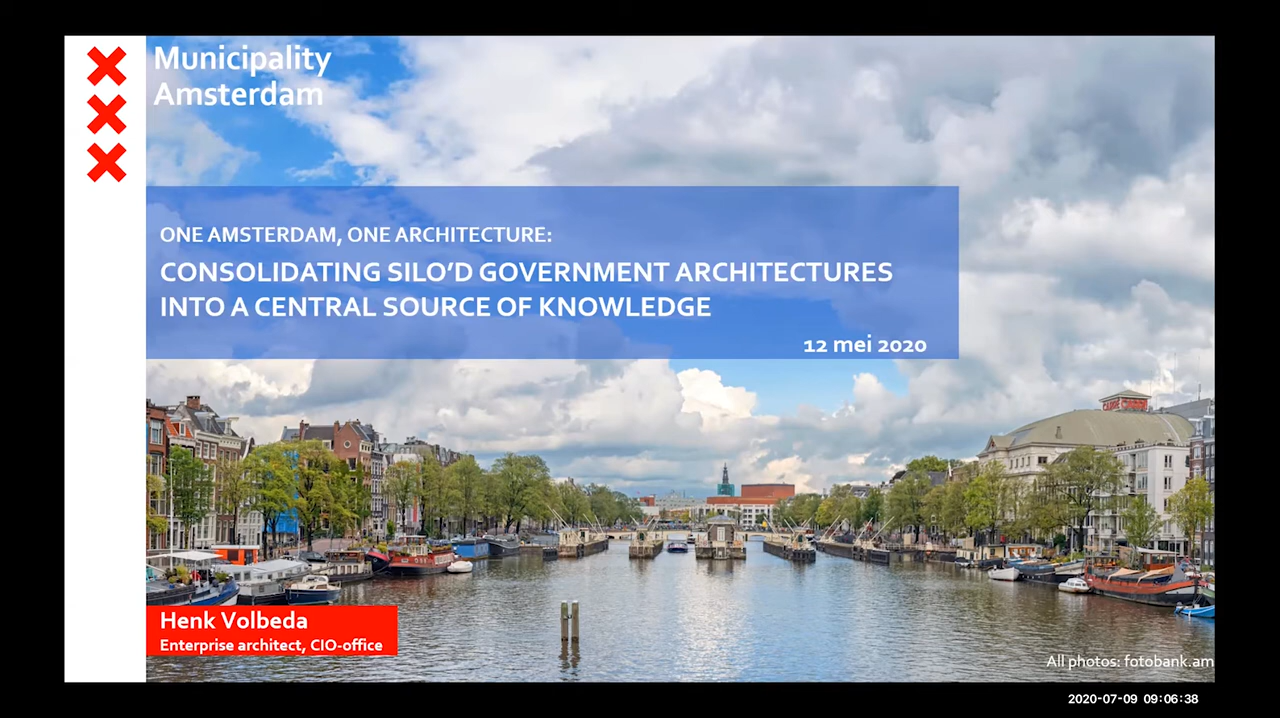 Municipality
Amsterdam
ONE AMSTERDAM, ONE ARCHITECTURE:
CONSOLIDATING SILO’D GOVERNMENT ARCHITECTURES
INTO A CENTRAL SOURCE OF KNOWLEDGE
12 mei 2020
Henk Volbeda
Enterprise architect, CIO-office
All photos: fotobank.am
2020-07-09 09:06:38